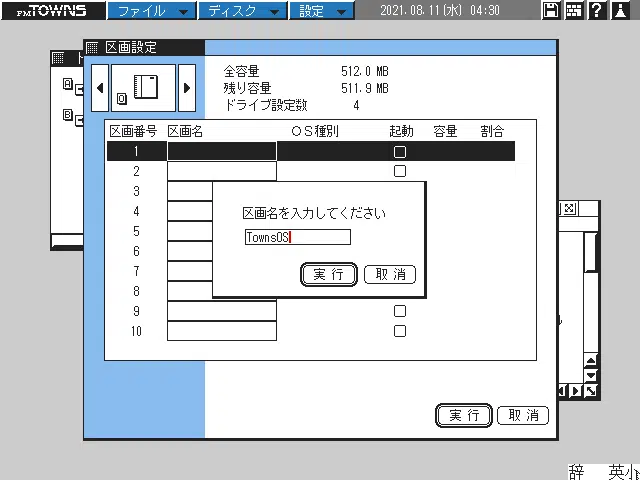 FMTOWNS ファイル ディスク 設定 2021.08.11(水) 04:30
区画設定
ト
A
B
0
全容量 512.0 MB
残り容量 511.9 MB
ドライブ設定数 4
区画番号 区画名 OS種別 起動 容量 割合
1
2
3
4
5
6
7
8
9
10
区画名を入力してください
TownsOS
実行 取消
実行 取消
辞 英小